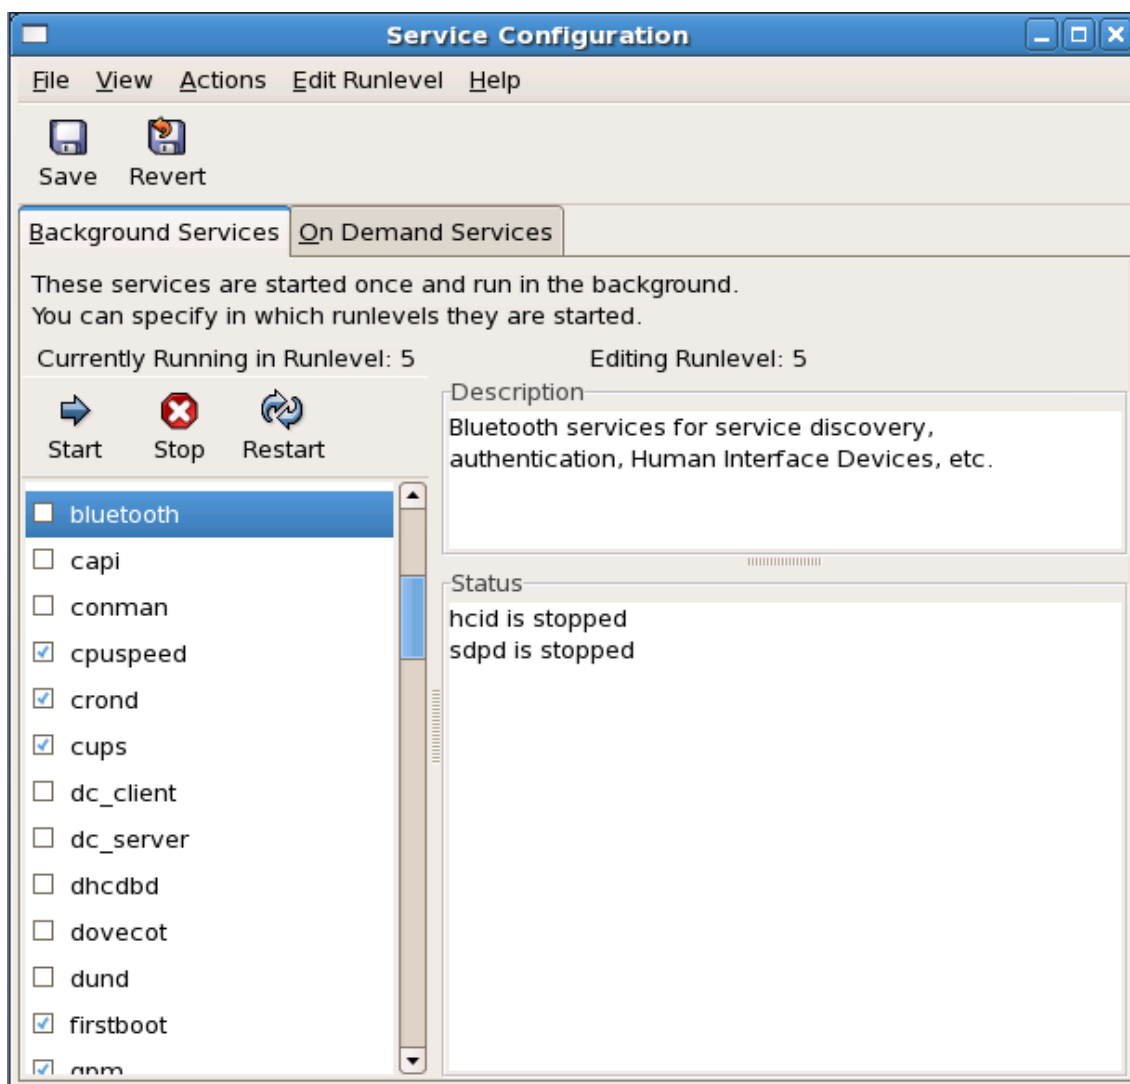 Service Configuration
File View Actions Edit Runlevel Help
Save Revert
Background Services On Demand Services
These services are started once and run in the background.
You can specify in which runlevels they are started.
Currently Running in Runlevel: 5 Editing Runlevel: 5
Start Stop Restart
Description
Bluetooth services for service discovery,
authentication, Human Interface Devices, etc.
bluetooth
capi
conman
cpuspeed
crond
cups
dc_client
dc_server
dhcdbd
dovecot
dund
firstboot
Status
hcid is stopped
sdpd is stopped